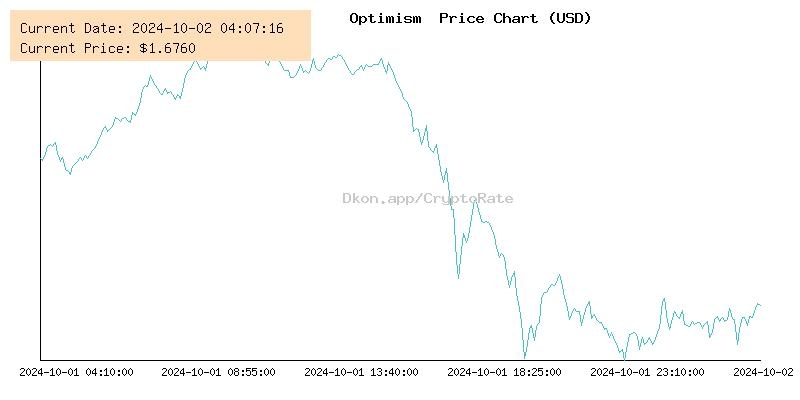 Optimism  Price Chart (USD)
Current Date: 2024-10-02 04:07:16
Current Price: $1.6760
Dkon.app/CryptoRate
2024-10-01 04:10:00 2024-10-01 08:55:00 2024-10-01 13:40:00 2024-10-01 18:25:00 2024-10-01 23:10:00 2024-10-02